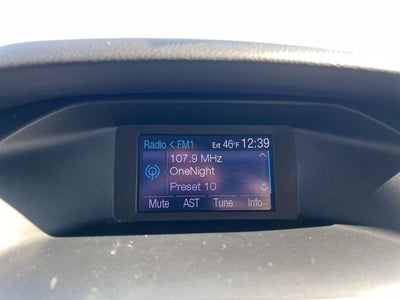 Radio < FM1 Ext 46°F 12:39
107.9 MHz
OneNight
Preset 10
Mute AST Tune Info